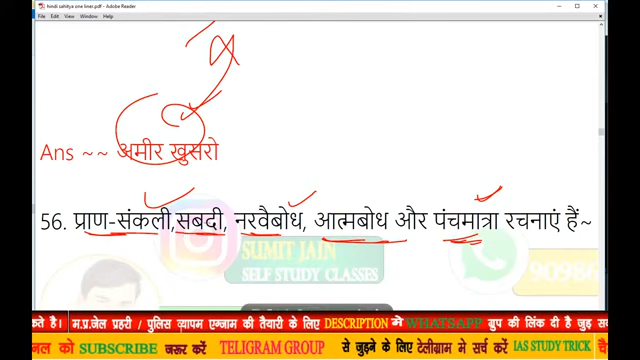 hindi sahitya one liner.pdf - Adobe Reader
File Edit View Window Help
Ans ~~ अमीर खुसरो
56. प्राण-संकली,सबदी, नरवैबोध, आत्मबोध और पंचमात्रा रचनाएं हैं~
SUMIT JAIN
SELF STUDY CLASSES
90986
कते है। म.प्र.जेल प्रहरी / पुलिस व्यापम एग्जाम की तैयारी के लिए DESCRIPTION मे WHATSAPP ग्रुप की लिंक दी है जुड़ सक
नल को SUBSCRIBE जरूर करें TELIGRAM GROUP से जुड़ने के लिए टेलीग्राम मे सर्च करें IAS STUDY TRICK